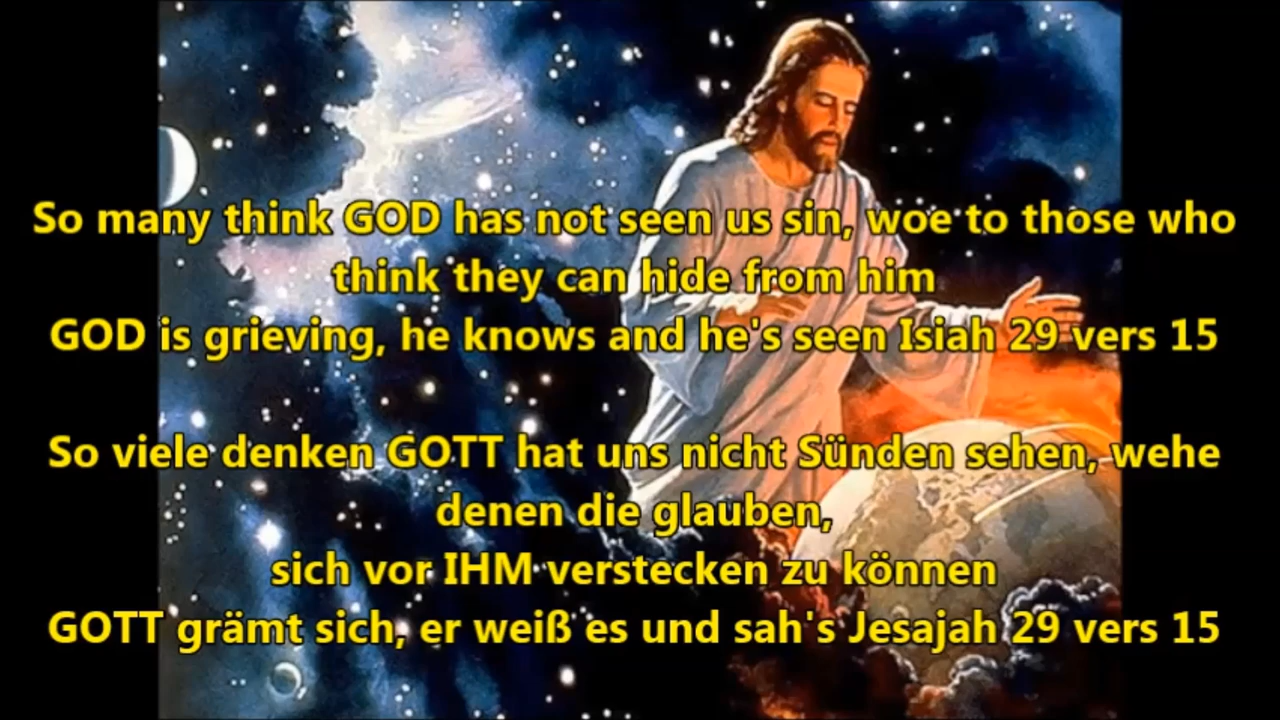 So many think GOD has not seen us sin, woe to those who
think they can hide from him
GOD is grieving, he knows and he's seen Isiah 29 vers 15
So viele denken GOTT hat uns nicht Sünden sehen, wehe
denen die glauben,
sich vor IHM verstecken zu können
GOTT grämt sich, er weiß es und sah's Jesajah 29 vers 15